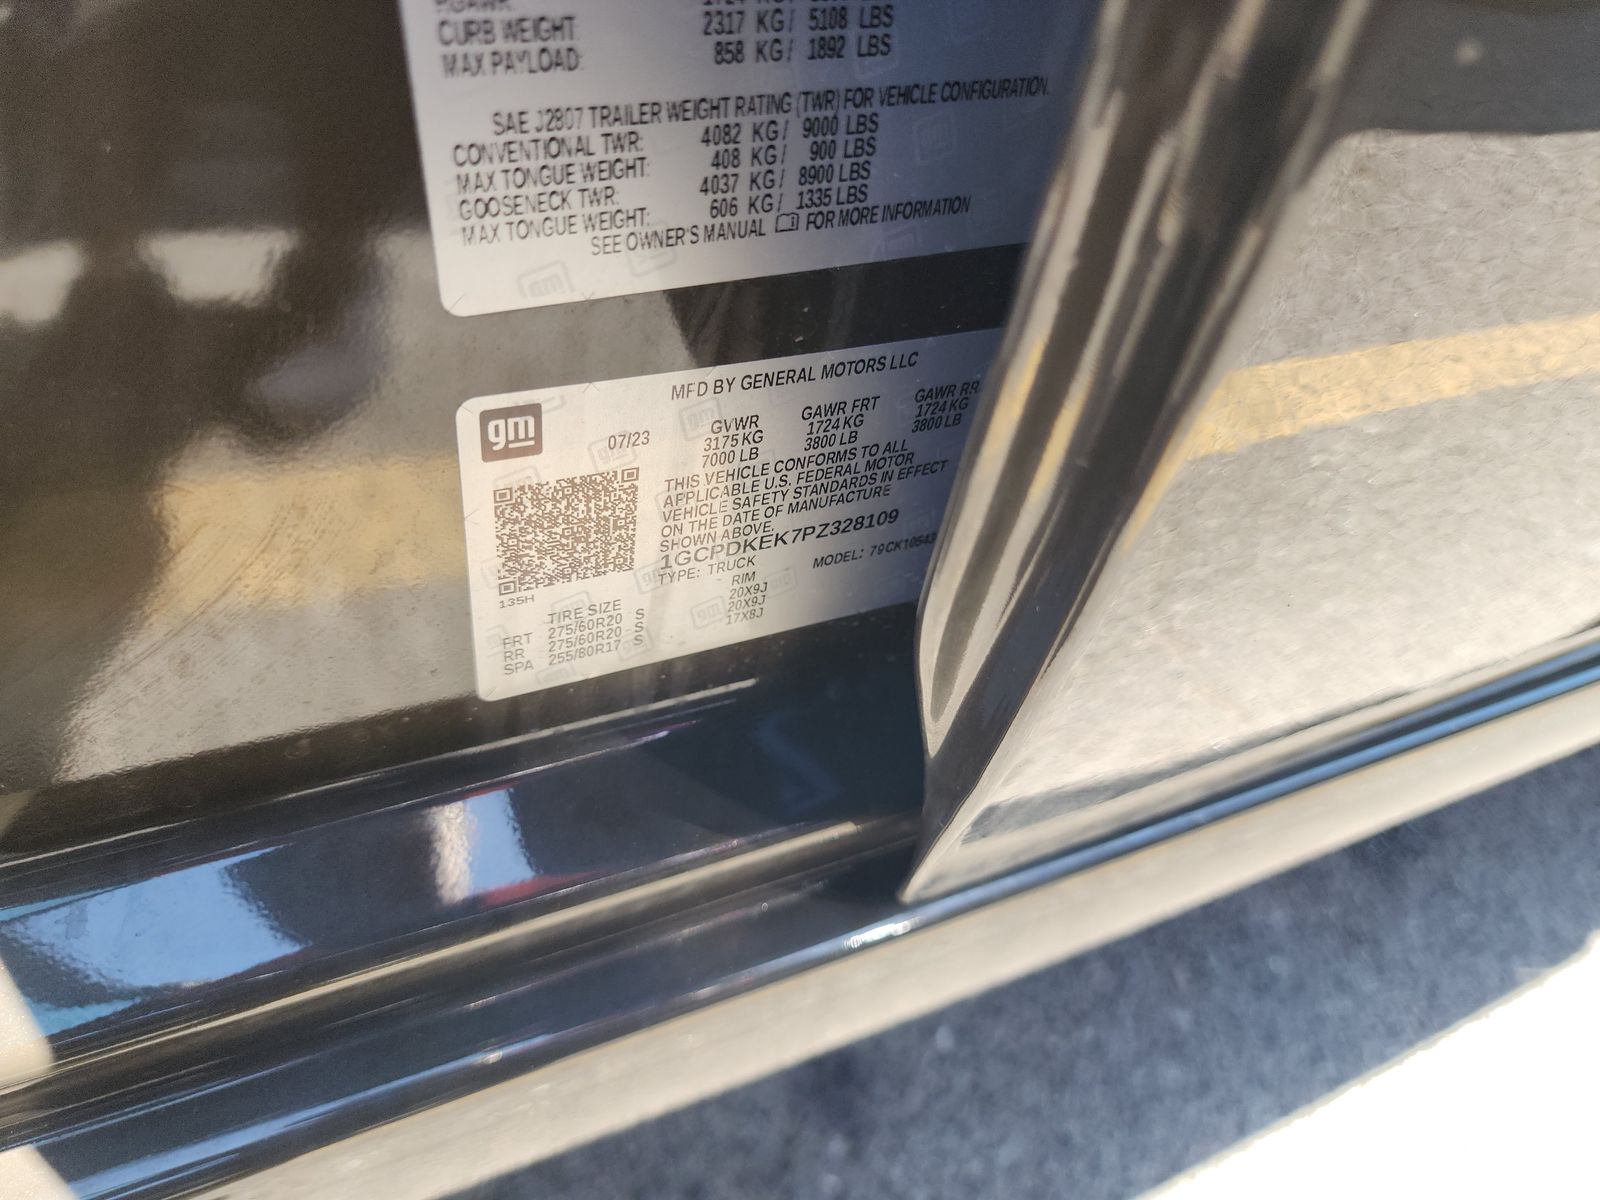 CURB WEIGHT: 2317 KG/ 5108 LBS
MAX PAYLOAD: 858 KG/ 1892 LBS
SAE J2807 TRAILER WEIGHT RATING (TWR) FOR VEHICLE CONFIGURATION.
CONVENTIONAL TWR: 4082 KG/ 9000 LBS
MAX TONGUE WEIGHT: 408 KG/ 900 LBS
GOOSENECK TWR: 4037 KG/ 8900 LBS
MAX TONGUE WEIGHT: 606 KG/ 1335 LBS
SEE OWNER'S MANUAL FOR MORE INFORMATION
gm
MFD BY GENERAL MOTORS LLC
gm
07/23
GVWR GAWR FRT GAWR RR
3175 KG 1724 KG 1724 KG
7000 LB 3800 LB 3800 LB
THIS VEHICLE CONFORMS TO ALL
APPLICABLE U.S. FEDERAL MOTOR
VEHICLE SAFETY STANDARDS IN EFFECT
ON THE DATE OF MANUFACTURE
SHOWN ABOVE.
1GCPDKEK7PZ328109
TYPE: TRUCK MODEL: 79CK10543
135H
TIRE SIZE RIM
FRT 275/60R20 S 20X9J
RR 275/60R20 S 20X9J
SPA 255/80R17 S 17X8J